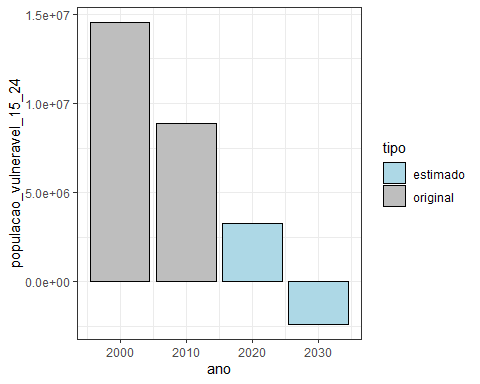 1.5e+07
1.0e+07
5.0e+06
0.0e+00
populacao_vulneravel_15_24
2000 2010 2020 2030
ano
tipo
estimado
original